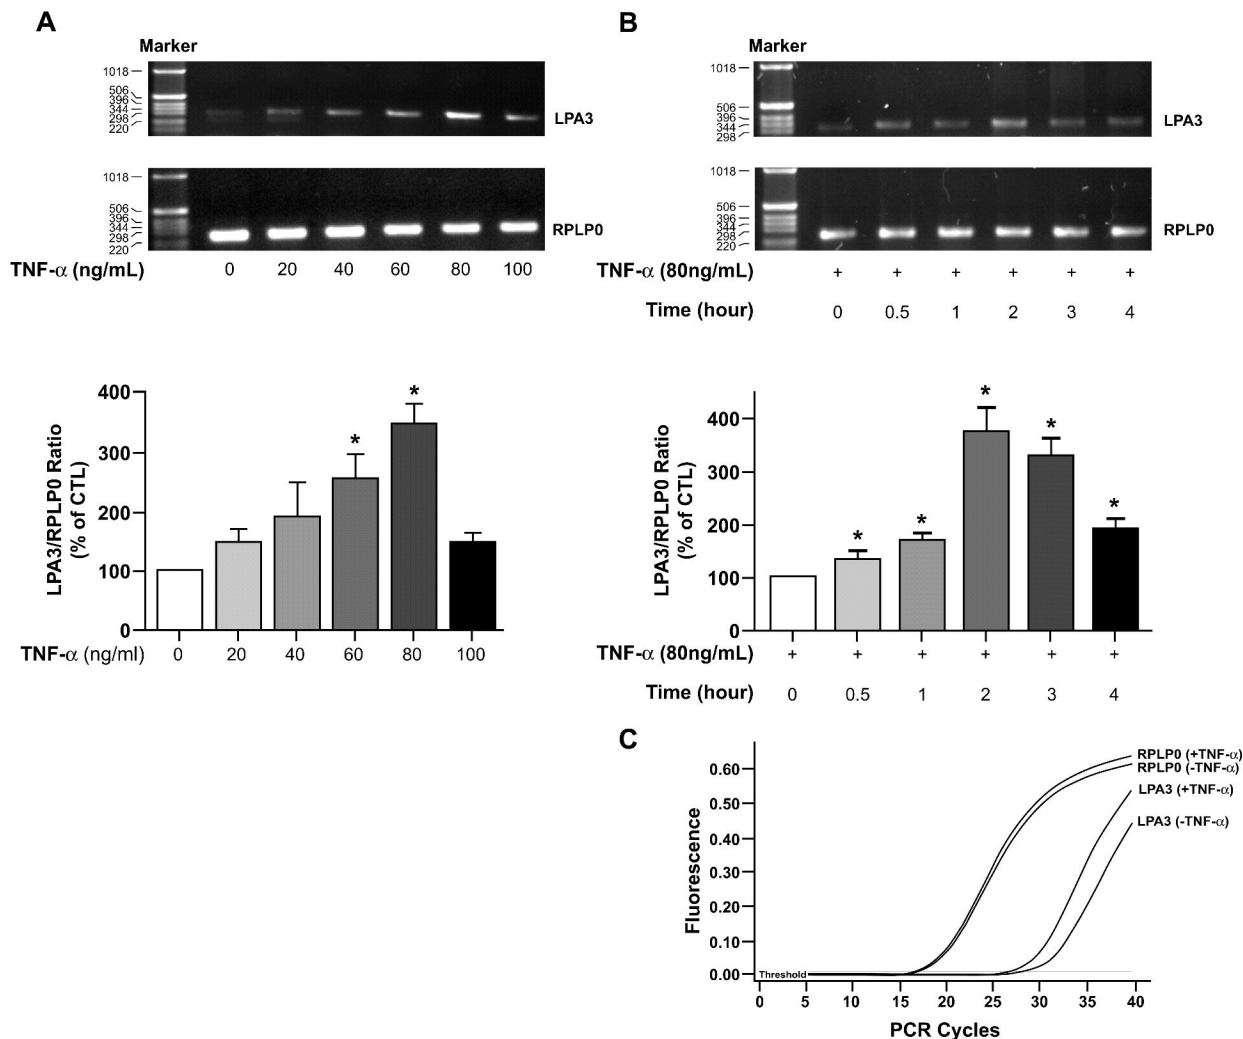 A
Marker
1018
506
396
344
298
220
LPA3
1018
506
396
344
298
220
RPLP0
TNF-α (ng/mL) 0 20 40 60 80 100
LPA3/RPLP0 Ratio
(% of CTL)
400
300
200
100
0
* *
TNF-α (ng/ml) 0 20 40 60 80 100
B
Marker
1018
506
396
344
298
LPA3
1018
506
396
344
298
220
RPLP0
TNF-α (80ng/mL) + + + + + +
Time (hour) 0 0.5 1 2 3 4
LPA3/RPLP0 Ratio
(% of CTL)
400
300
200
100
0
* * * * *
TNF-α (80ng/mL) + + + + + +
Time (hour) 0 0.5 1 2 3 4
C
Fluorescence
0.60
0.50
0.40
0.30
0.20
0.10
0.00
RPLP0 (+TNF-α)
RPLP0 (-TNF-α)
LPA3 (+TNF-α)
LPA3 (-TNF-α)
Threshold
0 5 10 15 20 25 30 35 40
PCR Cycles